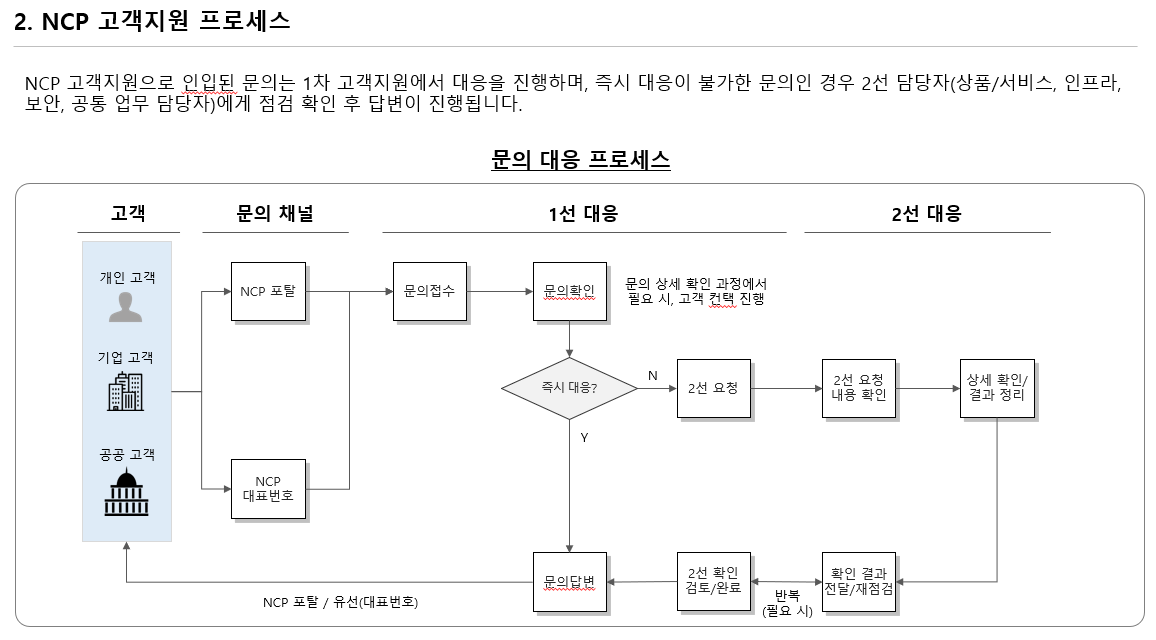 2. NCP 고객지원 프로세스
NCP 고객지원으로 인입된 문의는 1차 고객지원에서 대응을 진행하며, 즉시 대응이 불가한 문의인 경우 2선 담당자(상품/서비스, 인프라,
보안, 공통 업무 담당자)에게 점검 확인 후 답변이 진행됩니다.
문의 대응 프로세스
고객
문의 채널
1선 대응
2선 대응
개인 고객
기업 고객
공공 고객
NCP 포탈
NCP
대표번호
문의접수
문의확인
문의 상세 확인 과정에서
필요 시, 고객 컨택 진행
즉시 대응?
N
Y
2선 요청
2선 요청
내용 확인
상세 확인/
결과 정리
문의답변
2선 확인
검토/완료
반복
(필요 시)
확인 결과
전달/재점검
NCP 포탈 / 유선(대표번호)